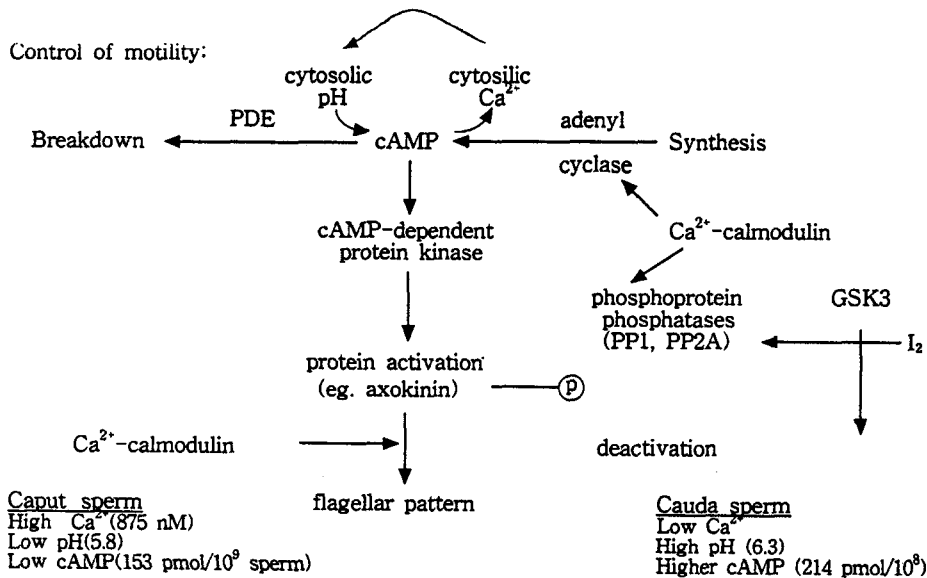 Control of motility:
cytosolic
pH
cytosilic
Ca²⁺
PDE
adenyl
Breakdown
cAMP
Synthesis
cyclase
cAMP-dependent
protein kinase
Ca²⁺-calmodulin
phosphoprotein
phosphatases
(PP1, PP2A)
GSK3
I₂
protein activation
(eg. axokinin)
p
Ca²⁺-calmodulin
deactivation
flagellar pattern
Caput sperm
High Ca²⁺(875 nM)
Low pH(5.8)
Low cAMP(153 pmol/10⁹ sperm)
Cauda sperm
Low Ca²⁺
High pH (6.3)
Higher cAMP (214 pmol/10⁸)